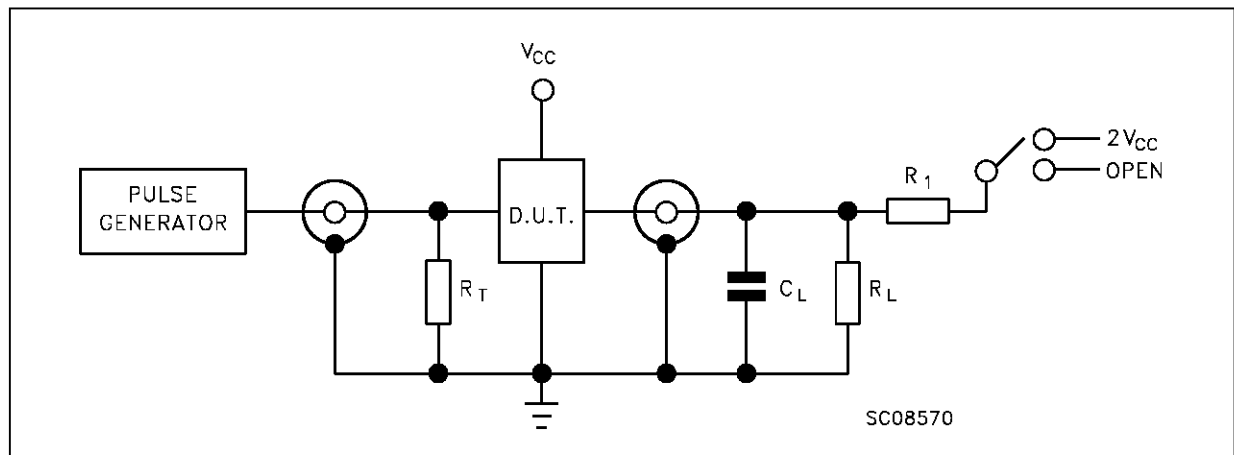 VCC
2VCC
OPEN
R1
PULSE
GENERATOR
D.U.T.
RT
CL
RL
SC08570